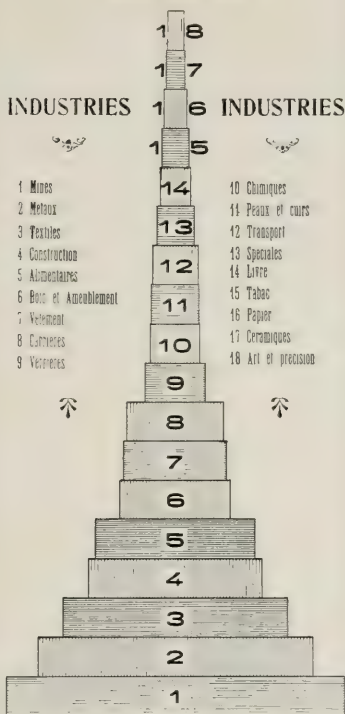 18
17
INDUSTRIES
16
INDUSTRIES
15
1 Mines
2 Métaux
3 Textiles
4 Construction
5 Alimentaires
6 Bois et Ameublement
7 Vêtement
8 Carrières
9 Verreries
10 Chimiques
11 Peaux et cuirs
12 Transport
13 Spéciales
14 Livre
15 Tabac
16 Papier
17 Céramiques
18 Art et précision
14
13
12
11
10
9
8
7
6
5
4
3
2
1